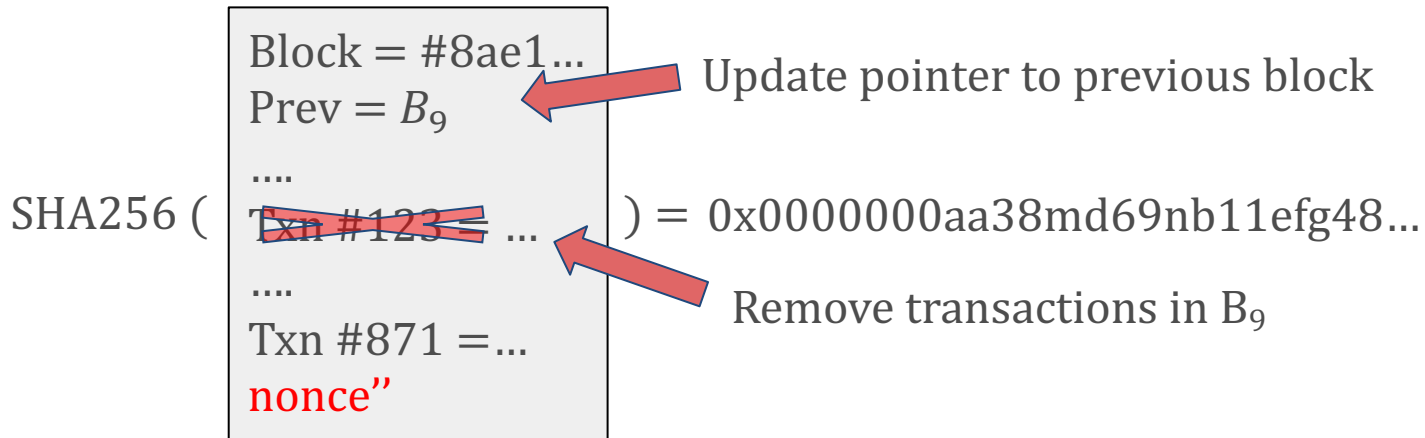 Block = #8ae1...
Prev = B₉
Update pointer to previous block
....
SHA256 (
Txn #123 = ...
) = 0x0000000aa38md69nb11efg48...
....
Remove transactions in B₉
Txn #871 =...
nonce’’